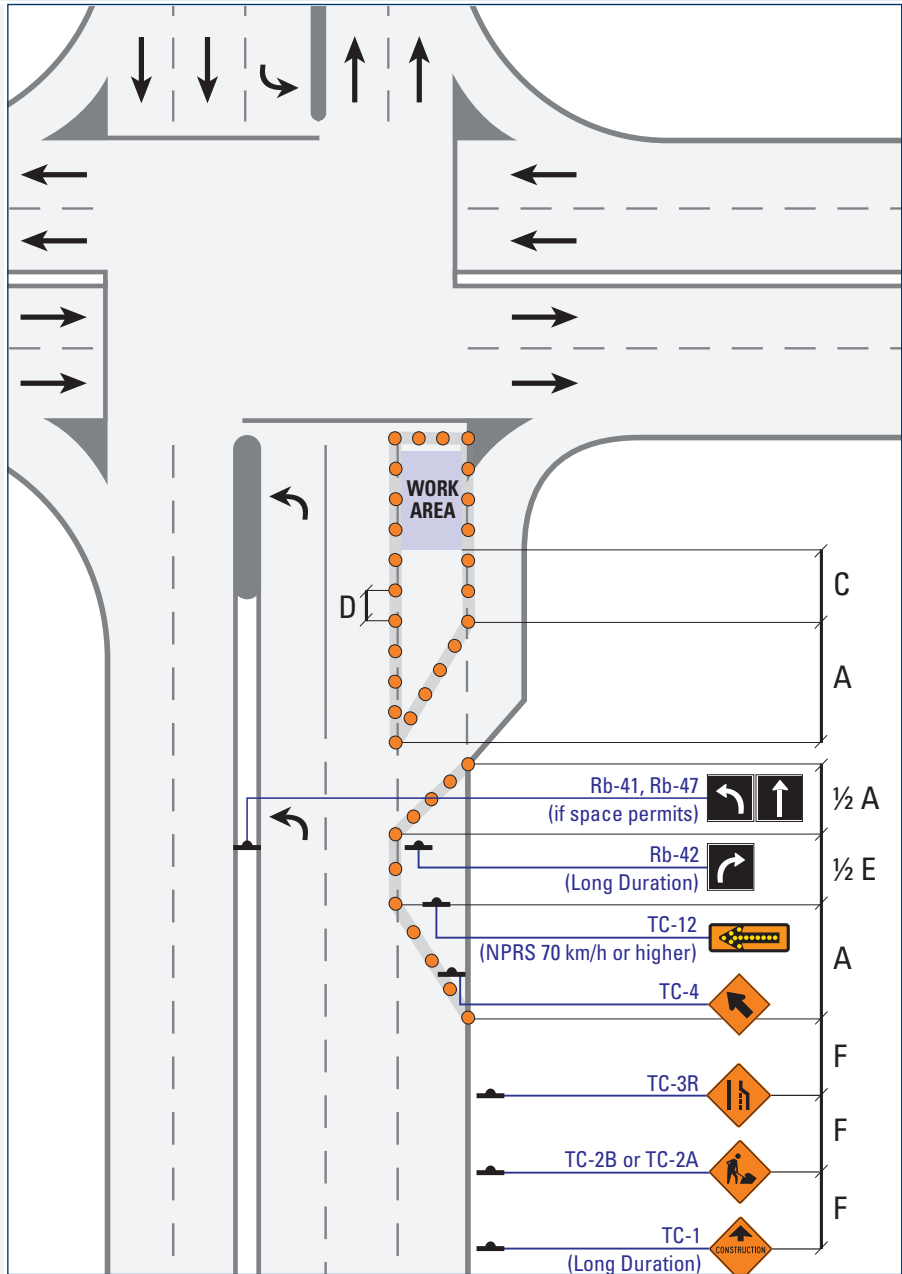 WORK
AREA
C
D
A
Rb-41, Rb-47
(if space permits)
½ A
Rb-42
(Long Duration)
½ E
TC-12
(NPRS 70 km/h or higher)
A
TC-4
F
TC-3R
F
TC-2B or TC-2A
F
TC-1
(Long Duration)
CONSTRUCTION